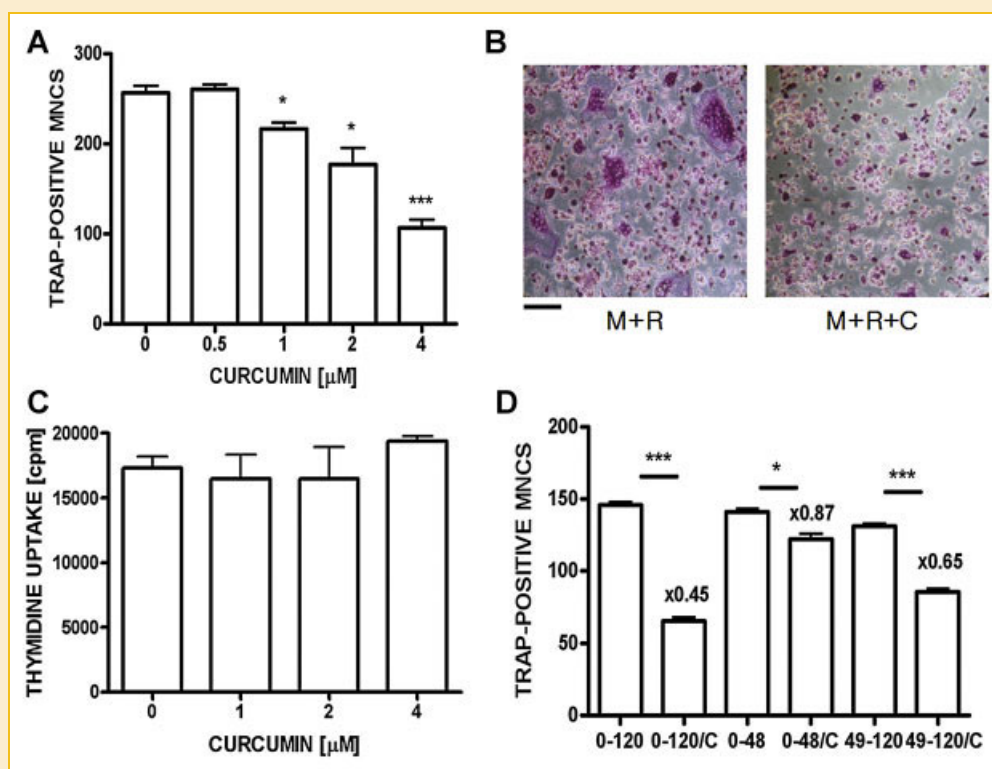 A
300
200
100
0
TRAP-POSITIVE MNCS
*
*
***
0 0.5 1 2 4
CURCUMIN [μM]
B
M+R M+R+C
C
20000
15000
10000
5000
0
THYMIDINE UPTAKE [cpm]
0 1 2 4
CURCUMIN [μM]
D
200
150
100
50
0
TRAP-POSITIVE MNCS
***
*
***
x0.45
x0.87
x0.65
0-120 0-120/C 0-48 0-48/C 49-120 49-120/C